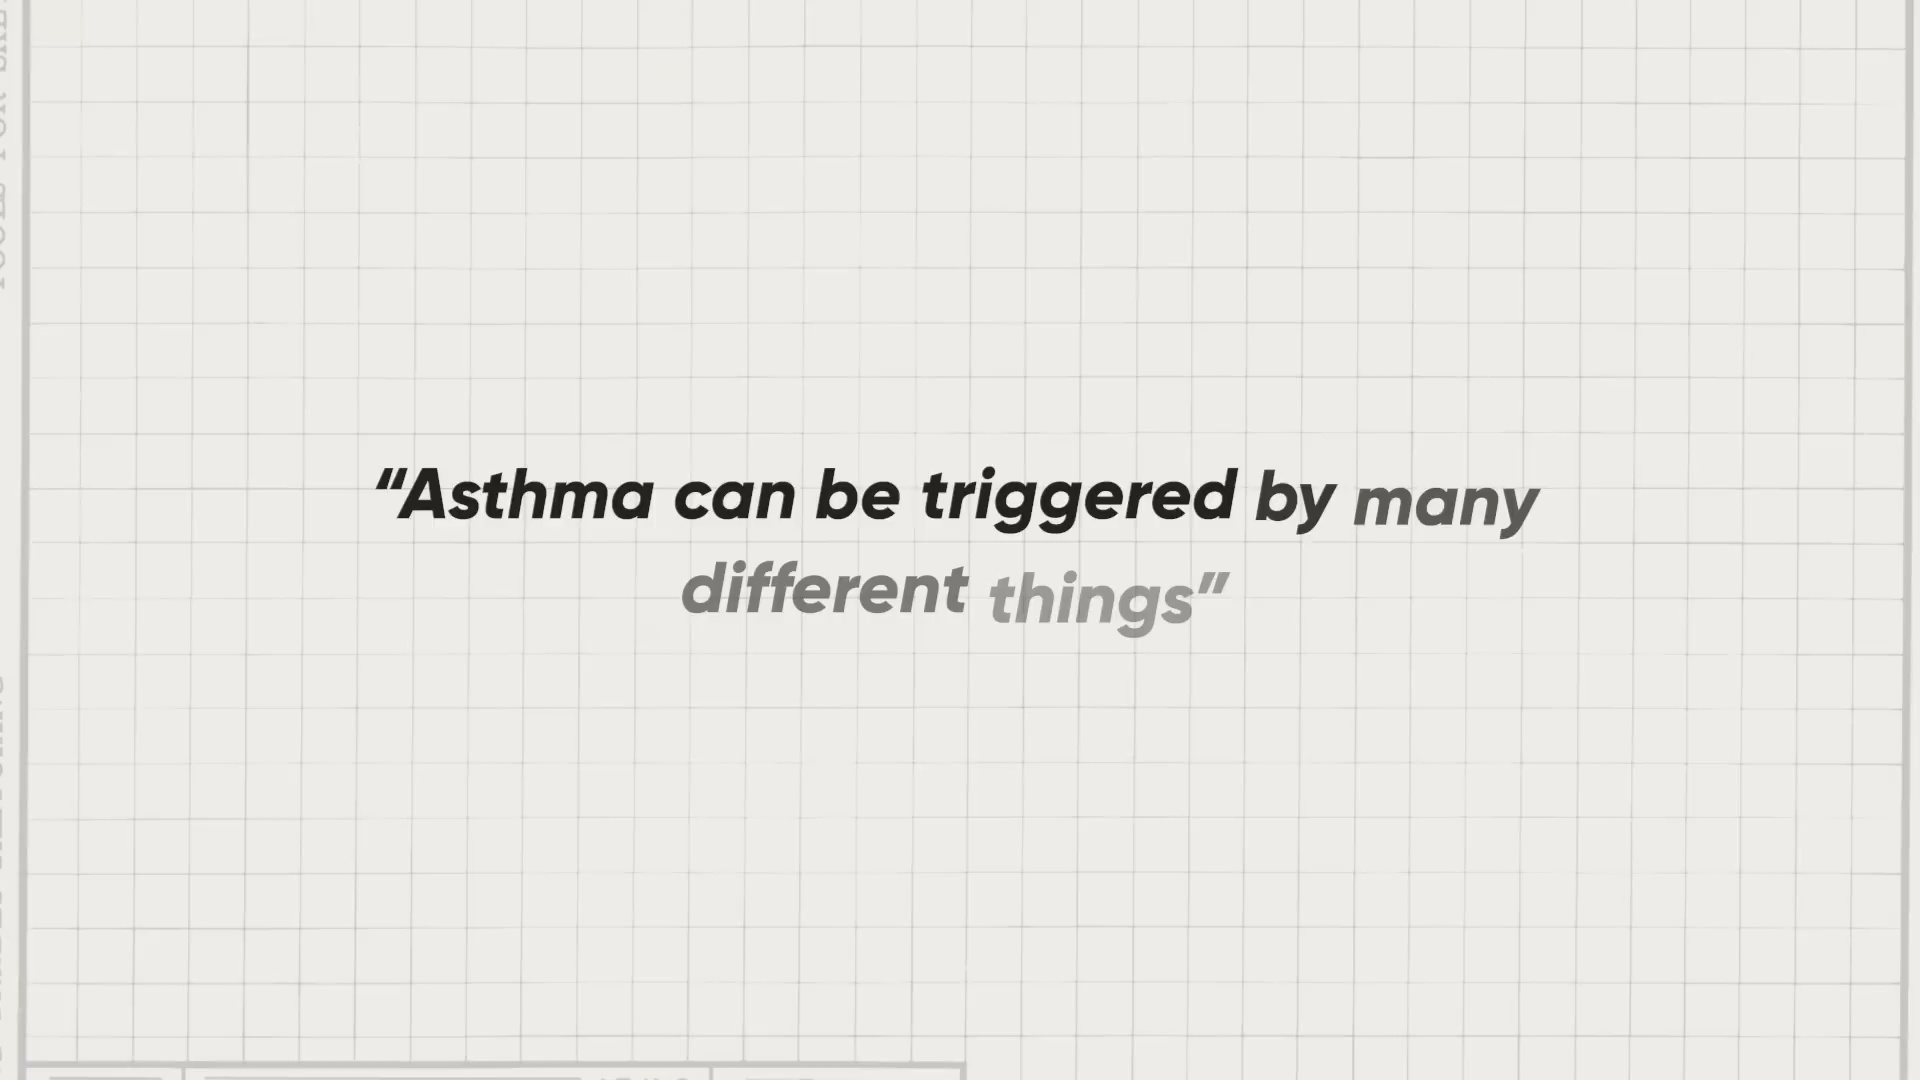 “Asthma can be triggered by many
different things”